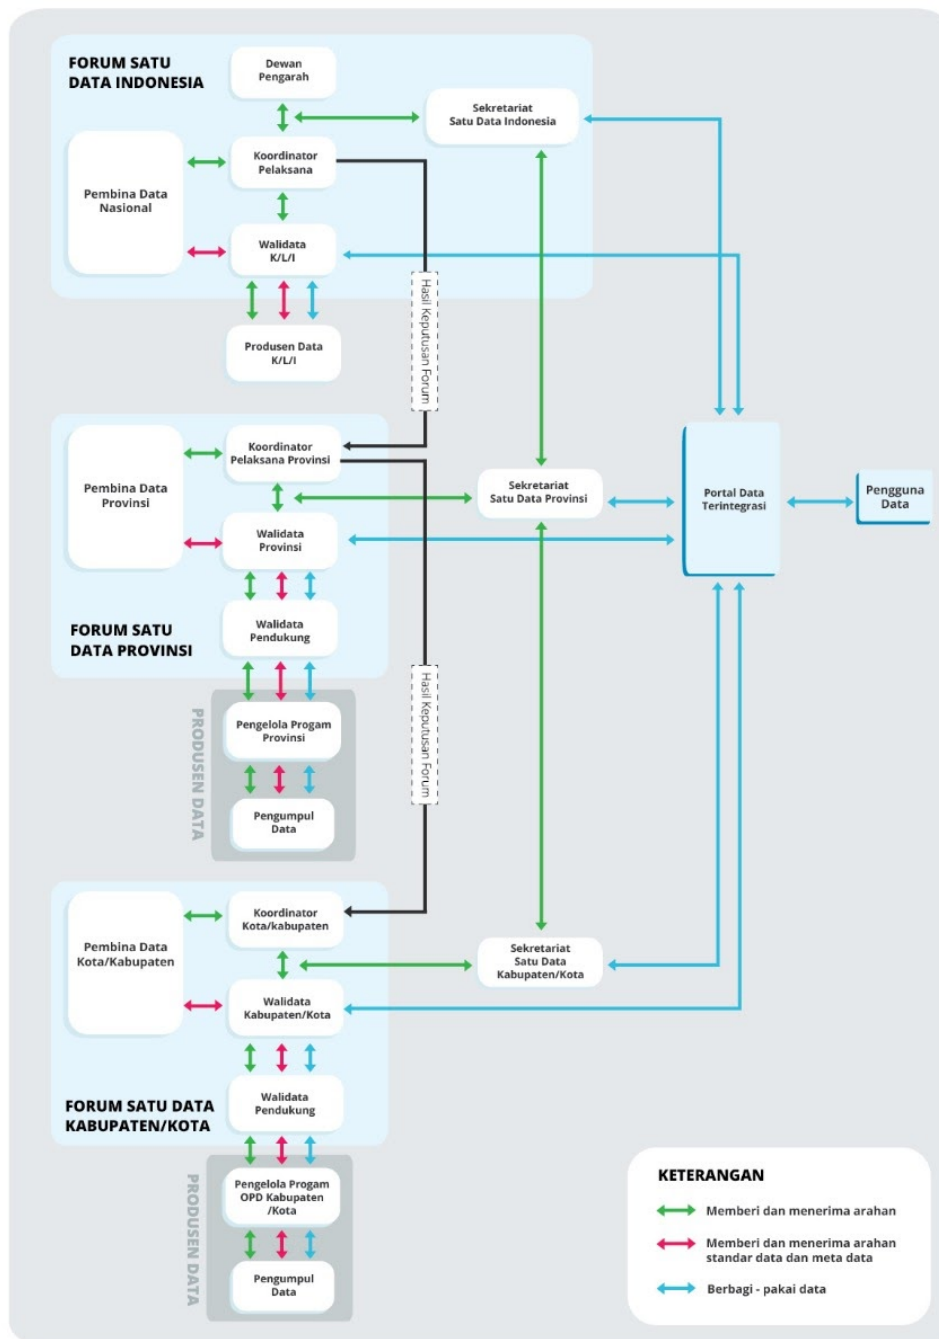 FORUM SATU
DATA INDONESIA
Dewan
Pengarah
Sekretariat
Satu Data Indonesia
Koordinator
Pelaksana
Pembina Data
Nasional
Walidata
K/L/I
Hasil Keputusan Forum
Produsen Data
K/L/I
Koordinator
Pelaksana Provinsi
Pembina Data
Provinsi
Sekretariat
Satu Data Provinsi
Portal Data
Terintegrasi
Pengguna
Data
Walidata
Provinsi
FORUM SATU
DATA PROVINSI
Walidata
Pendukung
PRODUSEN DATA
Pengelola Progam
Provinsi
Hasil Keputusan Forum
Pengumpul
Data
Koordinator
Kota/kabupaten
Pembina Data
Kota/Kabupaten
Sekretariat
Satu Data
Kabupaten/Kota
Walidata
Kabupaten/Kota
FORUM SATU DATA
KABUPATEN/KOTA
Walidata
Pendukung
PRODUSEN DATA
Pengelola Progam
OPD Kabupaten
/Kota
Pengumpul
Data
KETERANGAN
Memberi dan menerima arahan
Memberi dan menerima arahan
standar data dan meta data
Berbagi - pakai data